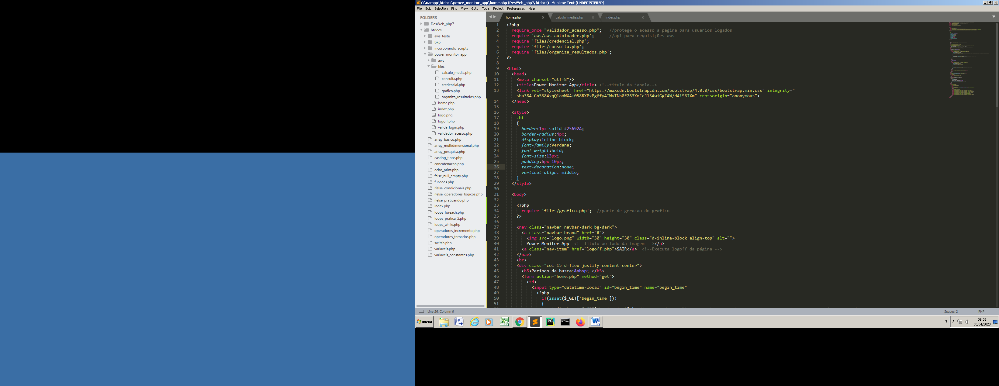 C:\xampp\htdocs\power_monitor_app\home.php (DesWeb_php7, htdocs) - Sublime Text (UNREGISTERED)
File Edit Selection Find View Goto Tools Project Preferences Help
FOLDERS
DesWeb_php7
htdocs
aws_teste
bkp
incorporando_scripts
power_monitor_app
aws
files
calculo_media.php
consulta.php
credencial.php
grafico.php
organiza_resultados.php
home.php
index.php
logo.png
logoff.php
valida_login.php
validador_acesso.php
array_basico.php
array_multidimensional.php
array_pesquisa.php
casting_tipos.php
concatenacao.php
echo_print.php
false_null_empty.php
funcoes.php
ifelse_condicionais.php
ifelse_operadores_logicos.php
ifelse_praticando.php
index.php
loops_foreach.php
loops_pratica_2.php
loops_while.php
operadores_incremento.php
operadores_ternarios.php
switch.php
variaveis.php
variaveis_constantes.php
home.php calculo_media.php index.php
1 <?php
2 require_once "validador_acesso.php"; //protege o acesso a pagina para usuarios logados
3 require 'aws/aws-autoloader.php'; //api para requisições aws
4 require 'files/credencial.php';
5 require 'files/consulta.php';
6 require 'files/organiza_resultados.php';
7 ?>
8
9 <html>
10 <head>
11 <meta charset="utf-8"/>
12 <title>Power Monitor App</title> <!--titulo da janela-->
13 <link rel="stylesheet" href="https://maxcdn.bootstrapcdn.com/bootstrap/4.0.0/css/bootstrap.min.css" integrity="
sha384-Gn5384xqQ1aoWXA+058RXPxPg6fy4IWvTNh0E263XmFcJlSAwiGgFAW/dAiS6JXm" crossorigin="anonymous">
14 </head>
15
16 <style>
17 .bt
18 {
19 border:1px solid #25692A;
20 border-radius:4px;
21 display:inline-block;
22 font-family:Verdana;
23 font-weight:bold;
24 font-size:13px;
25 padding:6px 10px;
26 text-decoration:none;
27 vertical-align: middle;
28 }
29 </style>
30
31 <body>
32
33 <?php
34 require 'files/grafico.php'; //parte de geracao do grafico
35 ?>
36
37 <nav class="navbar navbar-dark bg-dark">
38 <a class="navbar-brand" href="#">
39 <img src="logo.png" width="30" height="30" class="d-inline-block align-top" alt="">
40 Power Monitor App <!--Titulo ao lado da imagem --></a>
41 <a class="nav-item" href="logoff.php">SAIR</a> <!--Executa logoff da página -->
42 </nav>
43 <br>
44 <div class="col-15 d-flex justify-content-center">
45 <h5>Período da busca:&nbsp; </h5>
46 <form action="home.php" method="get">
47 <td>
48 <input type="datetime-local" id="begin_time" name="begin_time"
49 <?php
50 if(isset($_GET['begin_time']))
51 {
Line 26, Column 6 Spaces: 2 PHP
Iniciar PT 09:03
30/04/2020